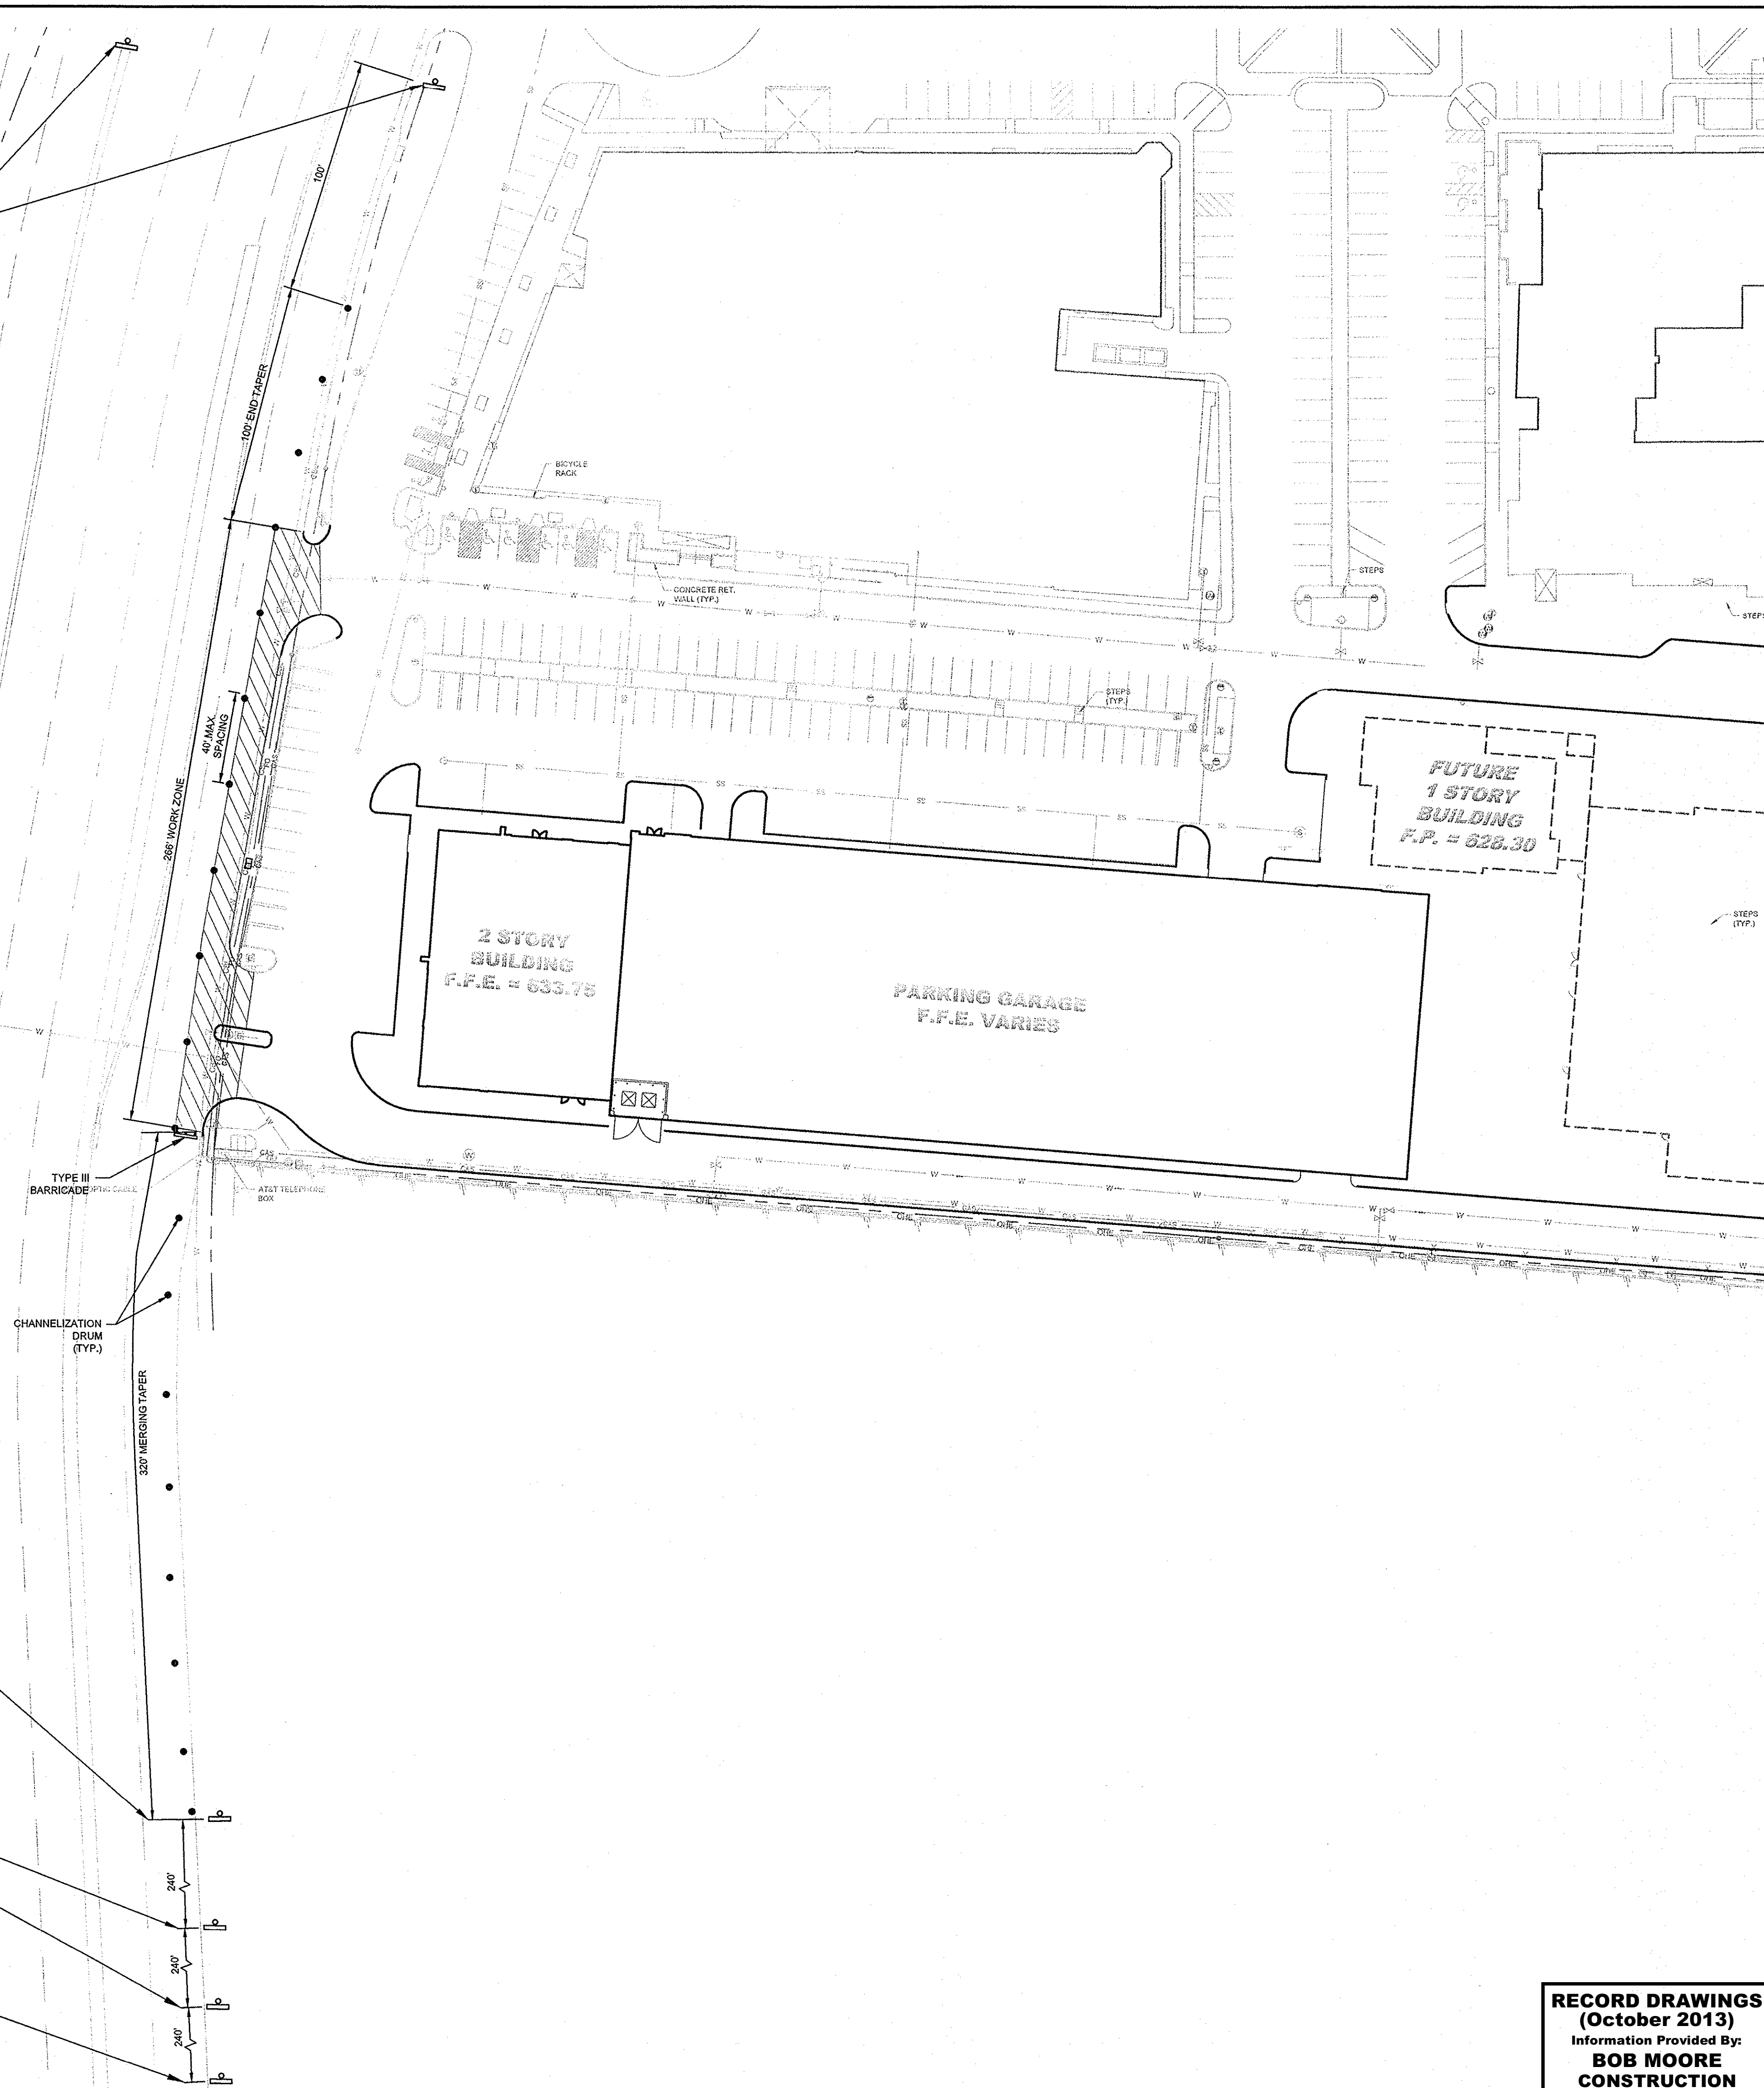 100'
100' END TAPER
BICYCLE
RACK
CONCRETE RET.
WALL (TYP.)
STEPS
STEPS
(TYP.)
40' MAX.
SPACING
266' WORK ZONE
FUTURE
1 STORY
BUILDING
F.P. = 628.30
STEPS
(TYP.)
2 STORY
BUILDING
F.F.E. = 633.75
PARKING GARAGE
F.F.E. VARIES
TYPE III
BARRICADE
AT&T TELEPHONE
BOX
CHANNELIZATION
DRUM
(TYP.)
320' MERGING TAPER
240'
240'
240'
RECORD DRAWINGS
(October 2013)
Information Provided By:
BOB MOORE
CONSTRUCTION